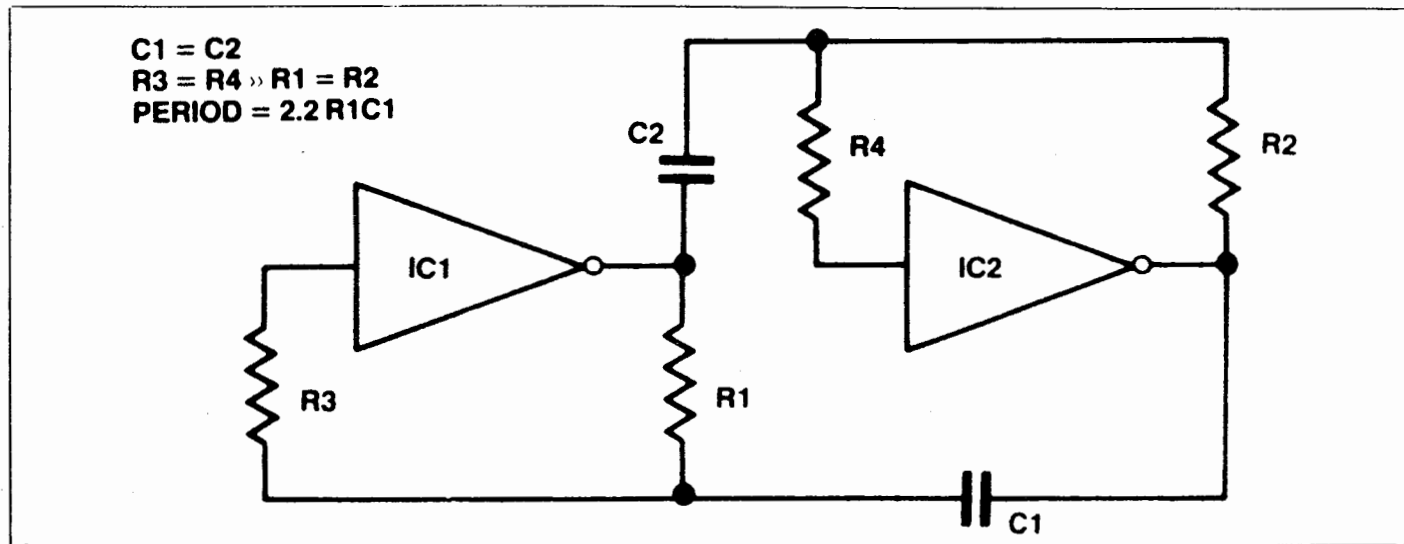 C1 = C2
R3 = R4 » R1 = R2
PERIOD = 2.2 R1C1
C2
R4
R2
IC1
IC2
R3
R1
C1